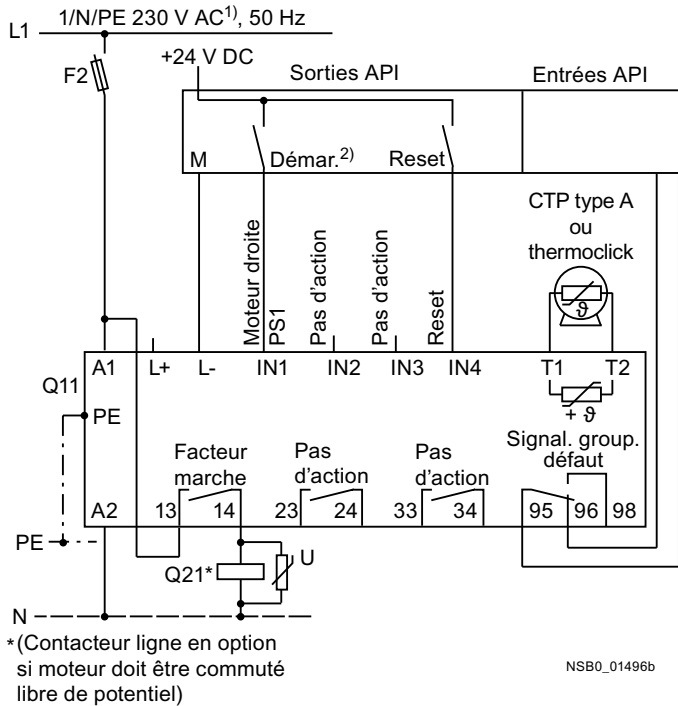 1/N/PE 230 V AC1), 50 Hz
L1
+24 V DC
F2
Sorties API
Entrées API
M
Démar.2)
Reset
CTP type A
ou
thermoclick
ϑ
Moteur droite
PS1
Pas d'action
Pas d'action
Reset
A1
L+
L-
IN1
IN2
IN3
IN4
T1
T2
Q11
PE
+ ϑ
Facteur
marche
Pas
d'action
Pas
d'action
Signal. group.
défaut
A2
13
14
23
24
33
34
95
96
98
PE
Q21*
U
N
*(Contacteur ligne en option
si moteur doit être commuté
libre de potentiel)
NSB0_01496b